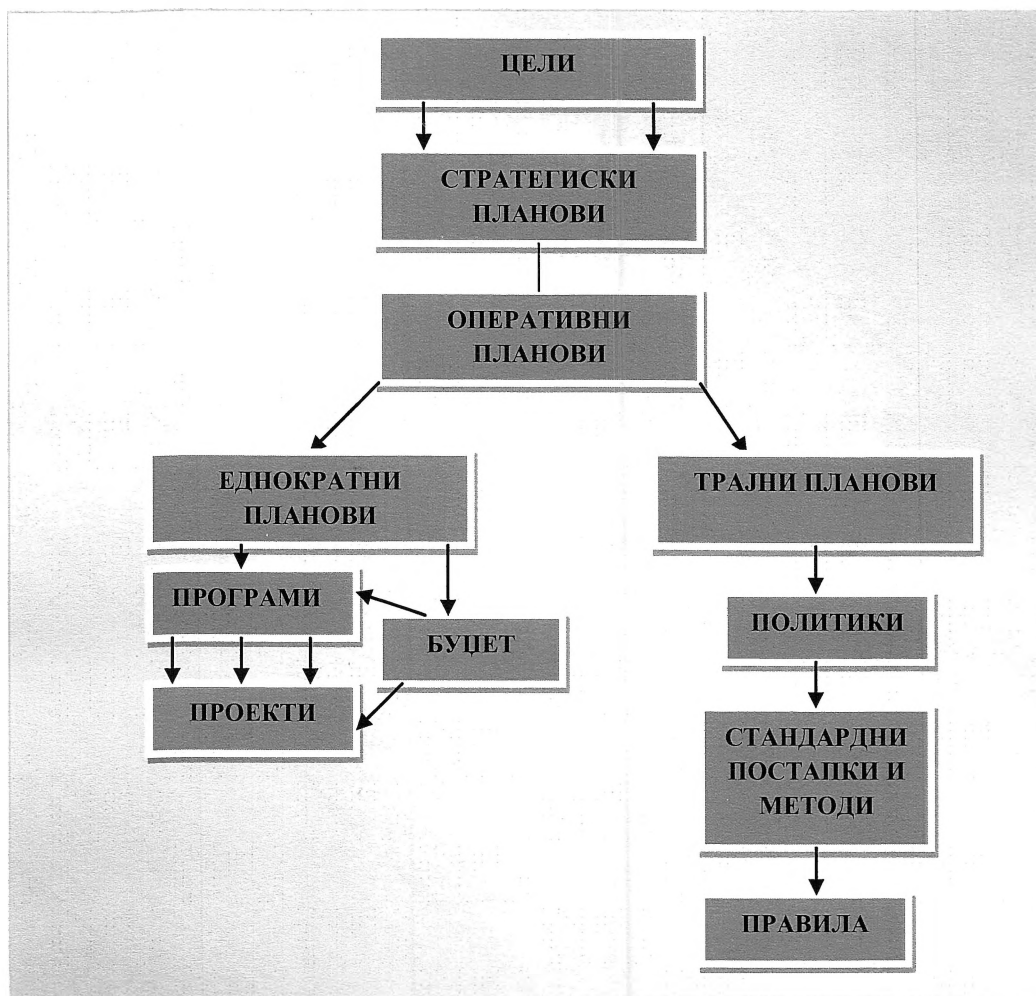 ЦЕЛИ
СТРАТЕГИСКИ
ПЛАНОВИ
ОПЕРАТИВНИ
ПЛАНОВИ
ЕДНОКРАТНИ
ПЛАНОВИ
ТРАЈНИ ПЛАНОВИ
ПРОГРАМИ
БУЏЕТ
ПРОЕКТИ
ПОЛИТИКИ
СТАНДАРДНИ
ПОСТАПКИ И
МЕТОДИ
ПРАВИЛА